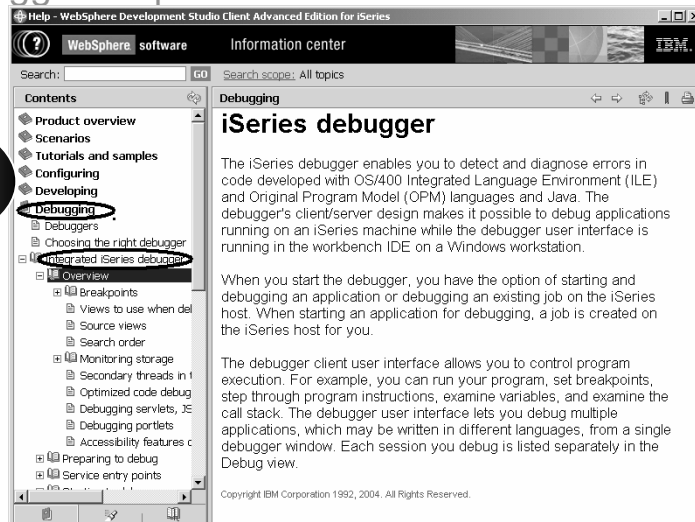 Help - WebSphere Development Studio Client Advanced Edition for iSeries
WebSphere software
Information center
IBM.
Search:
GO
Search scope: All topics
Contents
Product overview
Scenarios
Tutorials and samples
Configuring
Developing
Debugging
Debuggers
Choosing the right debugger
Integrated iSeries debugger
Overview
Breakpoints
Views to use when
Source views
Search order
Monitoring storage
Secondary threads in
Optimized code debug
Debugging servlets,
Debugging portlets
Accessibility features
Preparing to debug
Service entry points
Debugging
iSeries debugger
The iSeries debugger enables you to detect and diagnose errors in
code developed with OS/400 Integrated Language Environment (ILE)
and Original Program Model (OPM) languages and Java. The
debugger's client/server design makes it possible to debug applications
running on an iSeries machine while the debugger user interface is
running in the workbench IDE on a Windows workstation.
When you start the debugger, you have the option of starting and
debugging an application or debugging an existing job on the iSeries
host. When starting an application for debugging, a job is created on
the iSeries host for you.
The debugger client user interface allows you to control program
execution. For example, you can run your program, set breakpoints,
step through program instructions, examine variables, and examine the
call stack. The debugger user interface lets you debug multiple
applications, which may be written in different languages, from a single
debugger window. Each session you debug is listed separately in the
Debug view.
Copyright IBM Corporation 1992, 2004. All Rights Reserved.